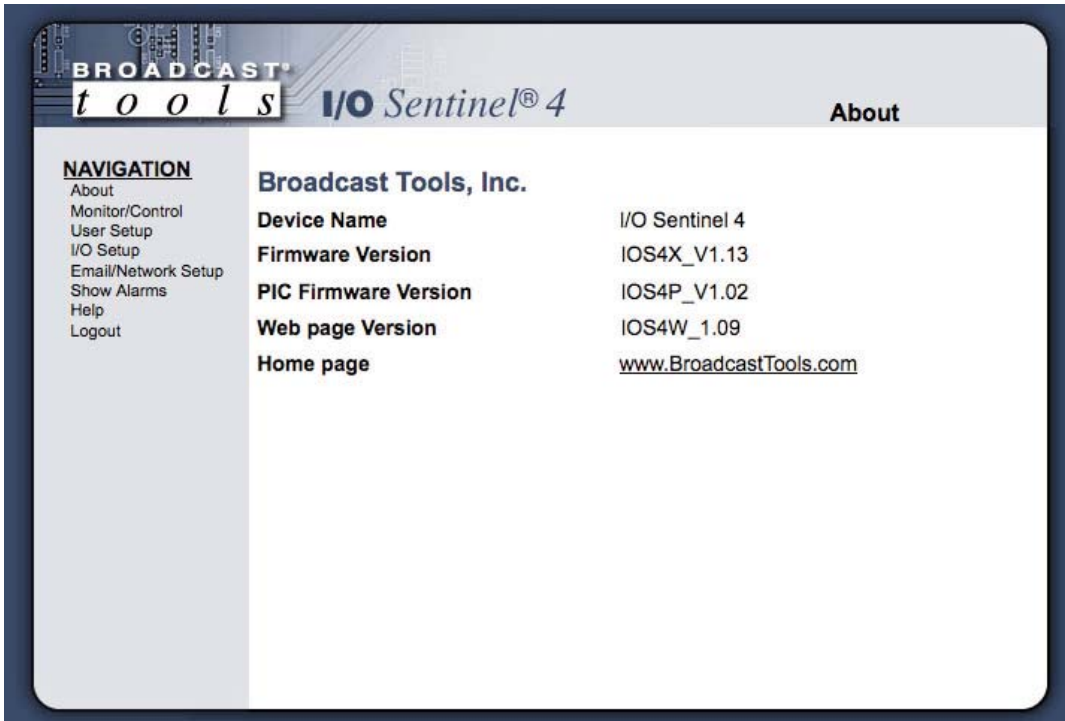 BROADCAST®
tools
I/O Sentinel® 4
About
NAVIGATION
About
Monitor/Control
User Setup
I/O Setup
Email/Network Setup
Show Alarms
Help
Logout
Broadcast Tools, Inc.
Device Name I/O Sentinel 4
Firmware Version IOS4X_V1.13
PIC Firmware Version IOS4P_V1.02
Web page Version IOS4W_1.09
Home page www.BroadcastTools.com